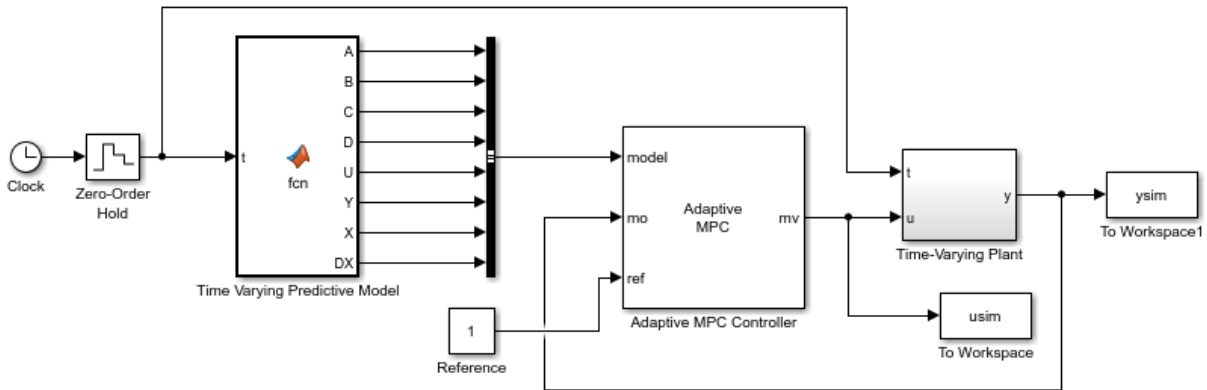 Clock
Zero-Order
Hold
t
fcn
A
B
C
D
U
Y
X
DX
Time Varying Predictive Model
1
Reference
model
mo
ref
Adaptive
MPC
mv
Adaptive MPC Controller
t
u
y
Time-Varying Plant
ysim
To Workspace1
usim
To Workspace